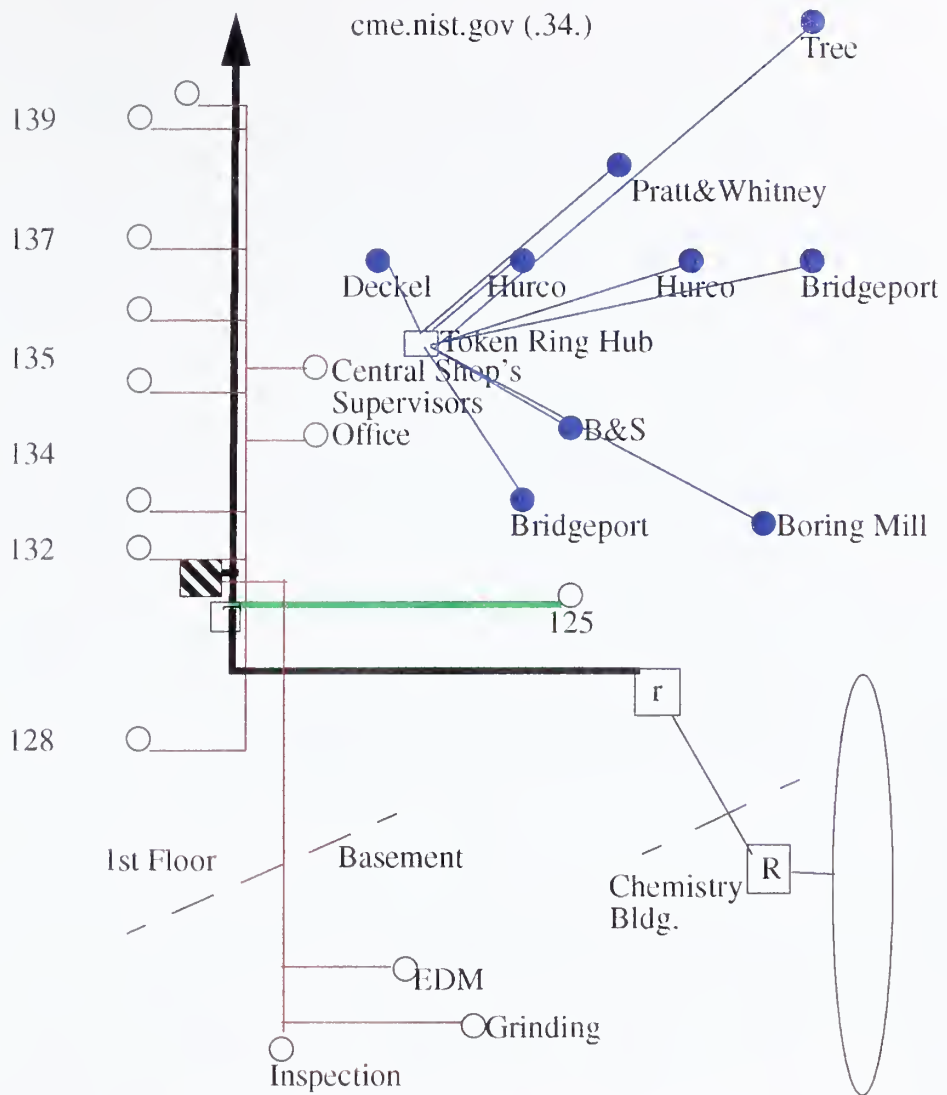 cme.nist.gov (.34.)
Tree
139
Pratt&Whitney
137
Deckel
Hurco
Hurco
Bridgeport
Token Ring Hub
135
Central Shop's
Supervisors
Office
B&S
134
Bridgeport
Boring Mill
132
T
125
r
128
1st Floor
Basement
R
Chemistry
Bldg.
EDM
Grinding
Inspection